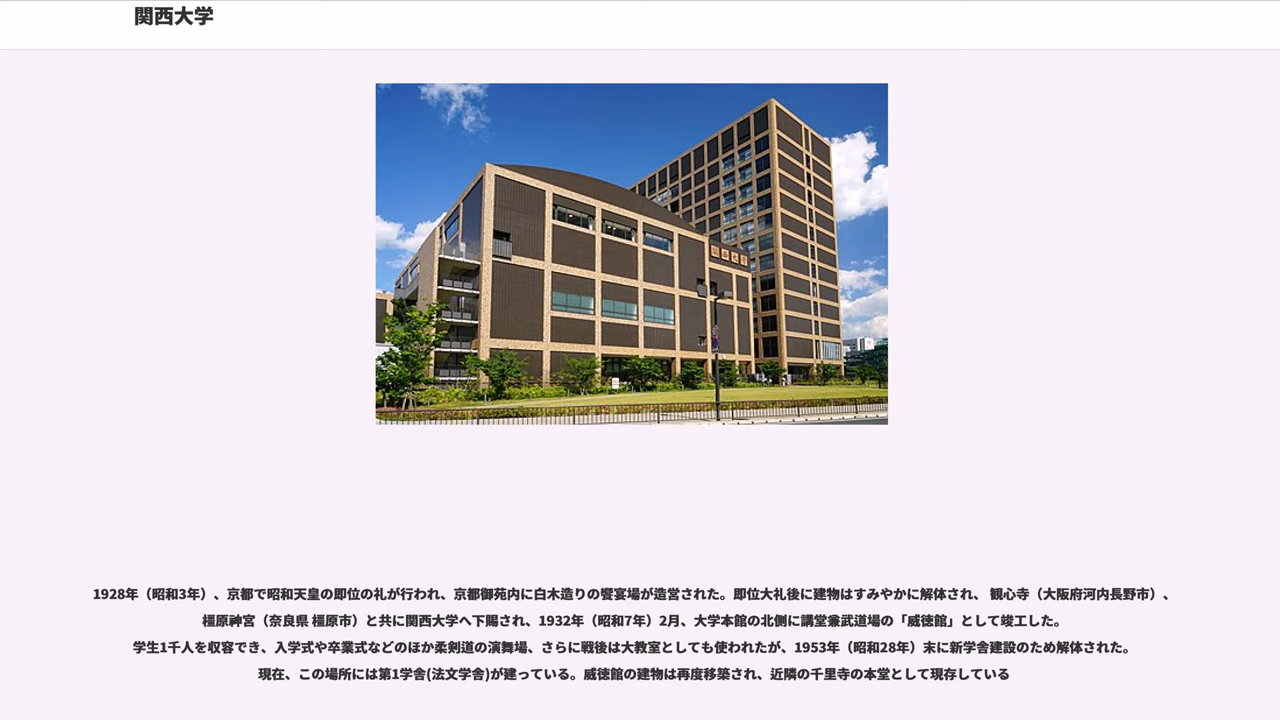 関西大学
1928年（昭和3年）、京都で昭和天皇の即位の礼が行われ、京都御苑内に白木造りの饗宴場が造営された。即位大礼後に建物はすみやかに解体され、 観心寺（大阪府河内長野市）、
橿原神宮（奈良県 橿原市）と共に関西大学へ下賜され、1932年（昭和7年）2月、大学本館の北側に講堂兼武道場の「威徳館」として竣工した。
学生1千人を収容でき、入学式や卒業式などのほか柔剣道の演舞場、さらに戦後は大教室としても使われたが、1953年（昭和28年）末に新学舎建設のため解体された。
現在、この場所には第1学舎(法文学舎)が建っている。威徳館の建物は再度移築され、近隣の千里寺の本堂として現存している